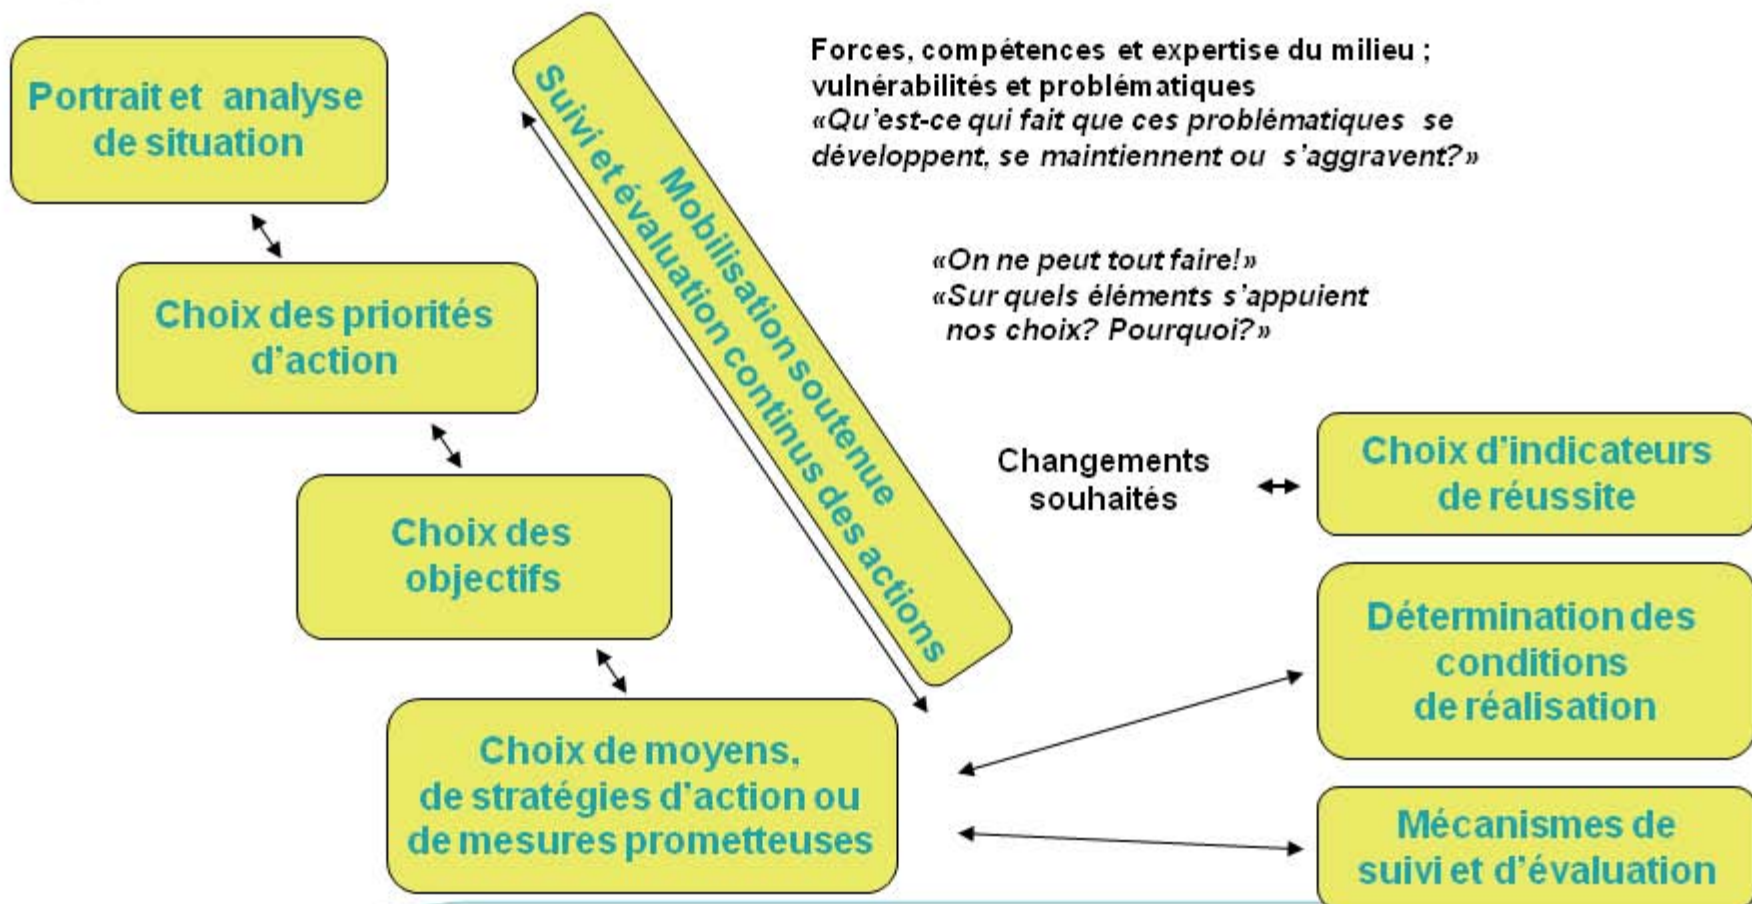 Portrait et analyse
de situation
Mobilisation soutenue
Suivi et évaluation continus des actions
Forces, compétences et expertise du milieu ;
vulnérabilités et problématiques
«Qu'est-ce qui fait que ces problématiques se
développent, se maintiennent ou s'aggravent?»
Choix des priorités
d'action
«On ne peut tout faire!»
«Sur quels éléments s'appuient
nos choix? Pourquoi?»
Choix des
objectifs
Changements
souhaités
Choix d'indicateurs
de réussite
Choix de moyens,
de stratégies d'action ou
de mesures prometteuses
Détermination des
conditions
de réalisation
Mécanismes de
suivi et d'évaluation